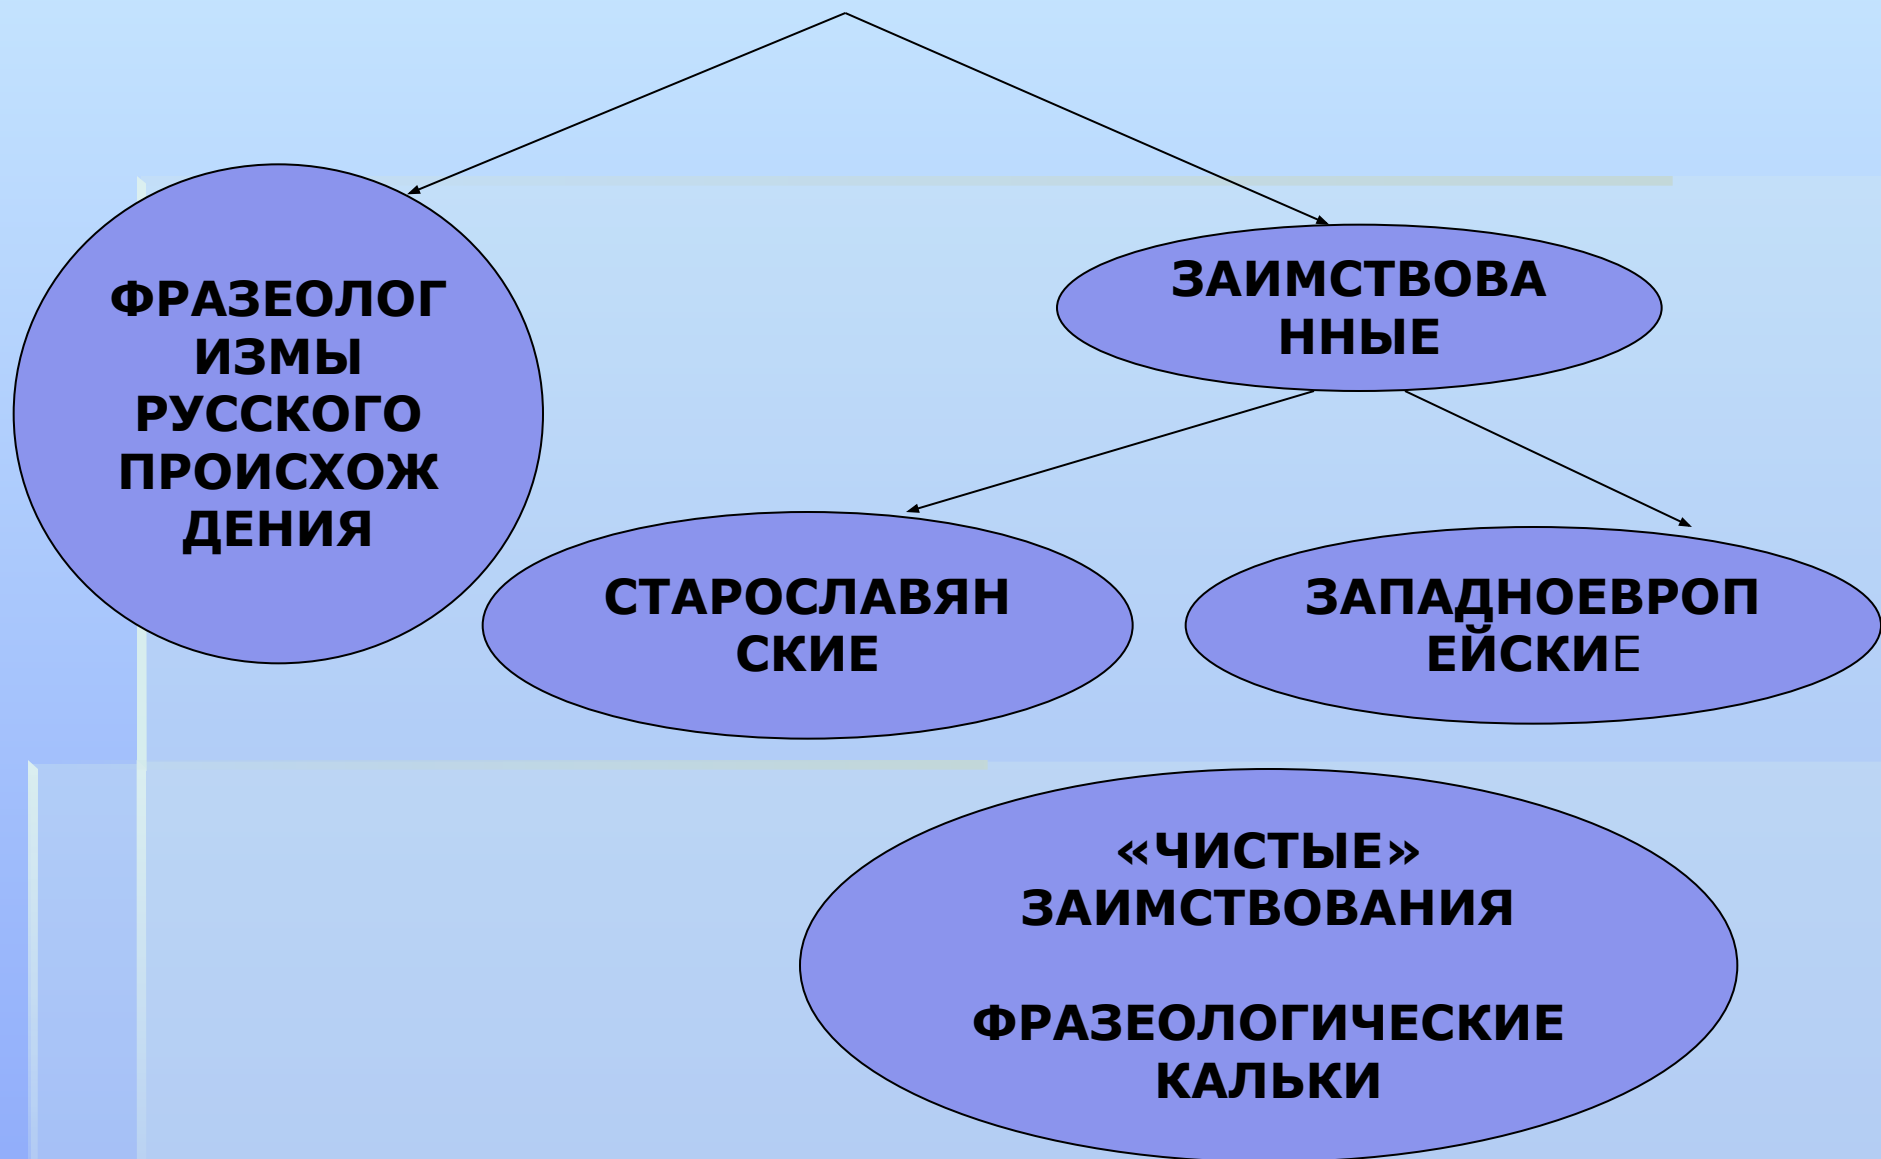 ФРАЗЕОЛОГ
ИЗМЫ
РУССКОГО
ПРОИСХОЖ
ДЕНИЯ
ЗАИМСТВОВА
ННЫЕ
СТАРОСЛАВЯН
СКИЕ
ЗАПАДНОЕВРОП
ЕЙСКИЕ
«ЧИСТЫЕ»
ЗАИМСТВОВАНИЯ
ФРАЗЕОЛОГИЧЕСКИЕ
КАЛЬКИ